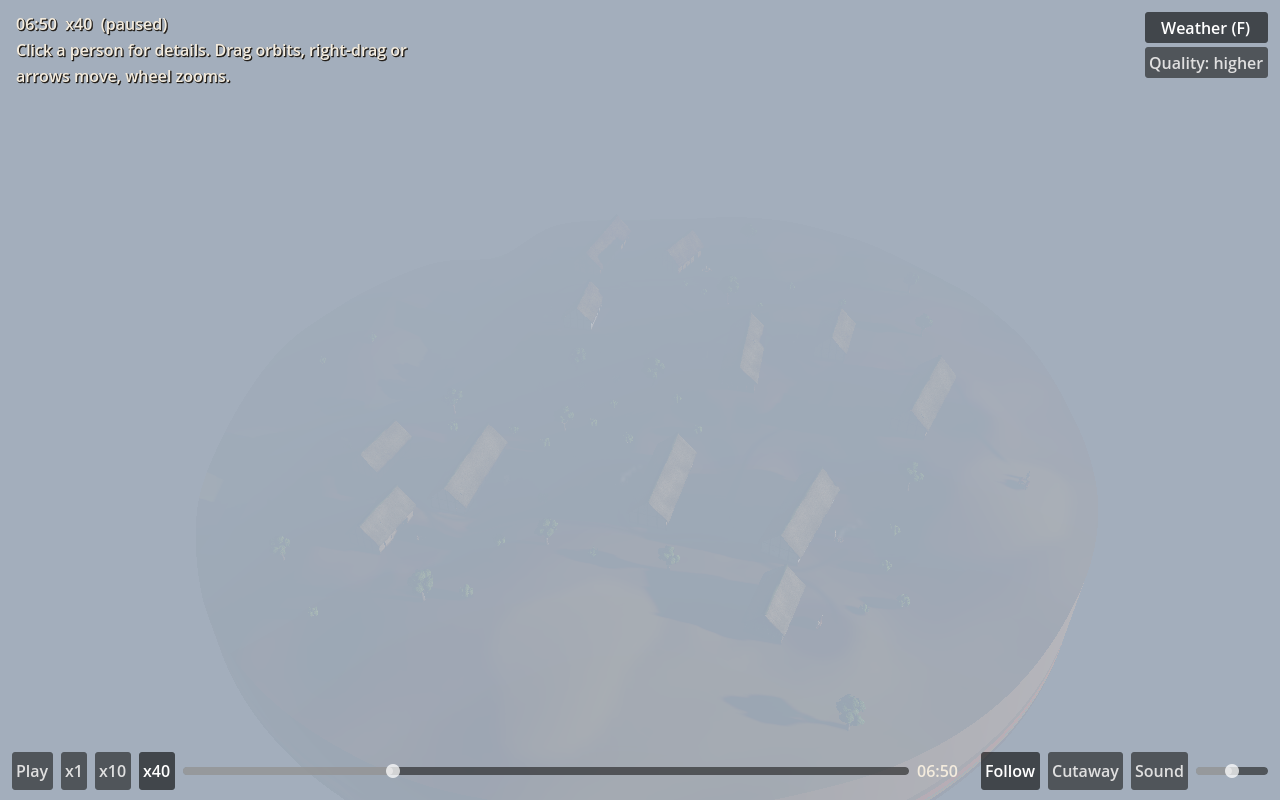 06:50 x40 (paused)
Click a person for details. Drag orbits, right-drag or
arrows move, wheel zooms.
Weather (F)
Quality: higher
Play
x1
x10
x40
06:50
Follow
Cutaway
Sound